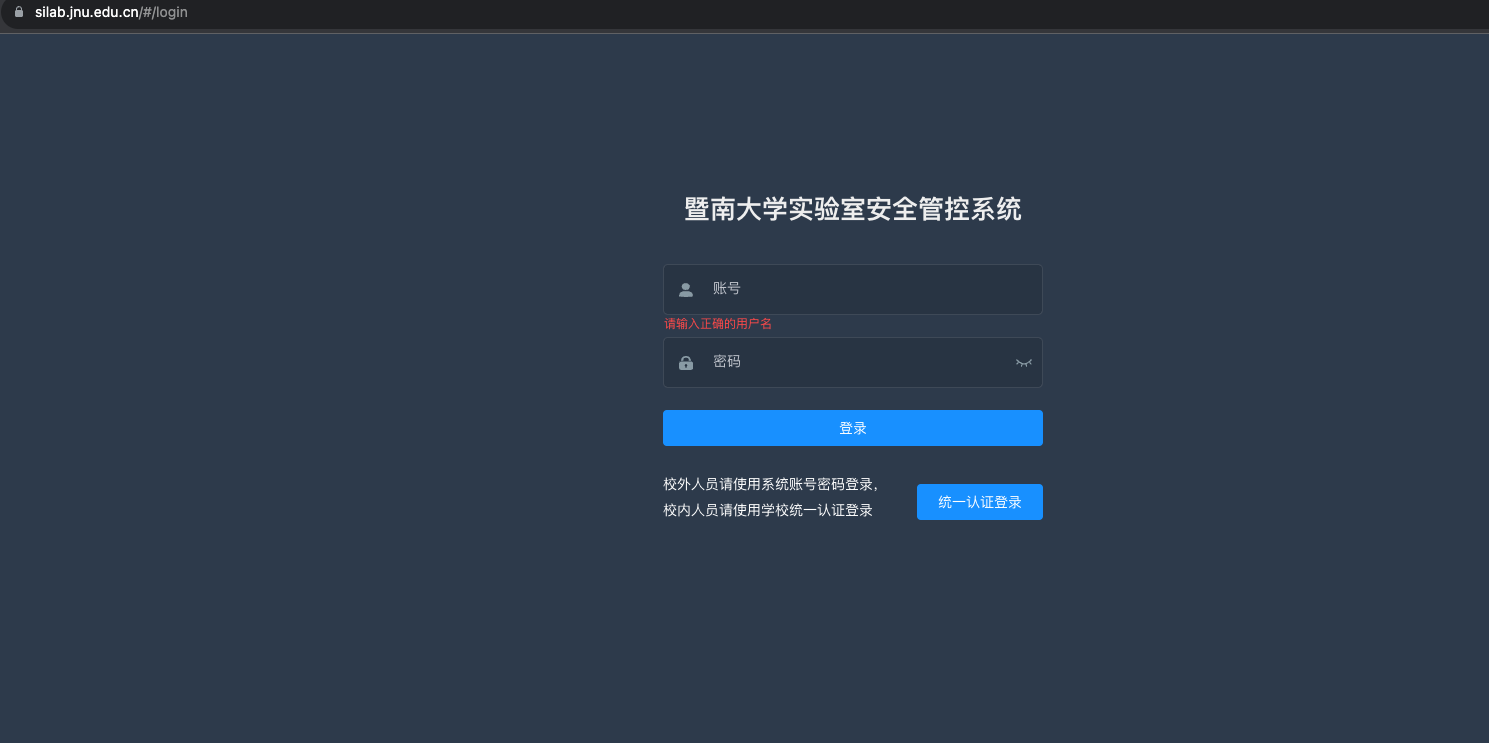 silab.jnu.edu.cn/#/login
暨南大学实验室安全管控系统
账号
请输入正确的用户名
密码
登录
校外人员请使用系统账号密码登录,
校内人员请使用学校统一认证登录
统一认证登录